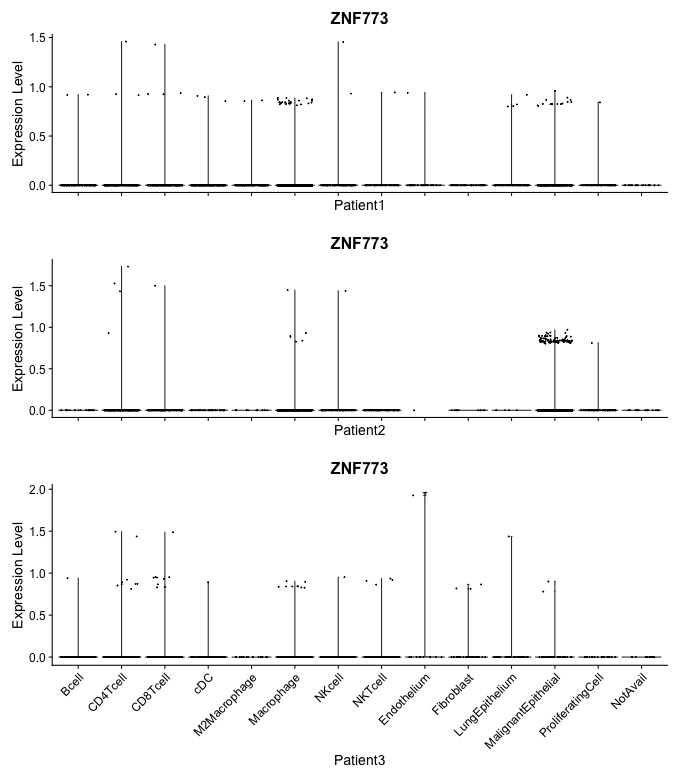 ZNF773
Expression Level
1.5
1.0
0.5
0.0
Patient1
ZNF773
Expression Level
1.5
1.0
0.5
0.0
Patient2
ZNF773
Expression Level
2.0
1.5
1.0
0.5
0.0
Bcell
CD4Tcell
CD8Tcell
cDC
M2Macrophage
Macrophage
NKcell
NKTcell
Endothelium
Fibroblast
LungEpithelium
MalignantEpithelial
ProliferatingCell
NotAvail
Patient3